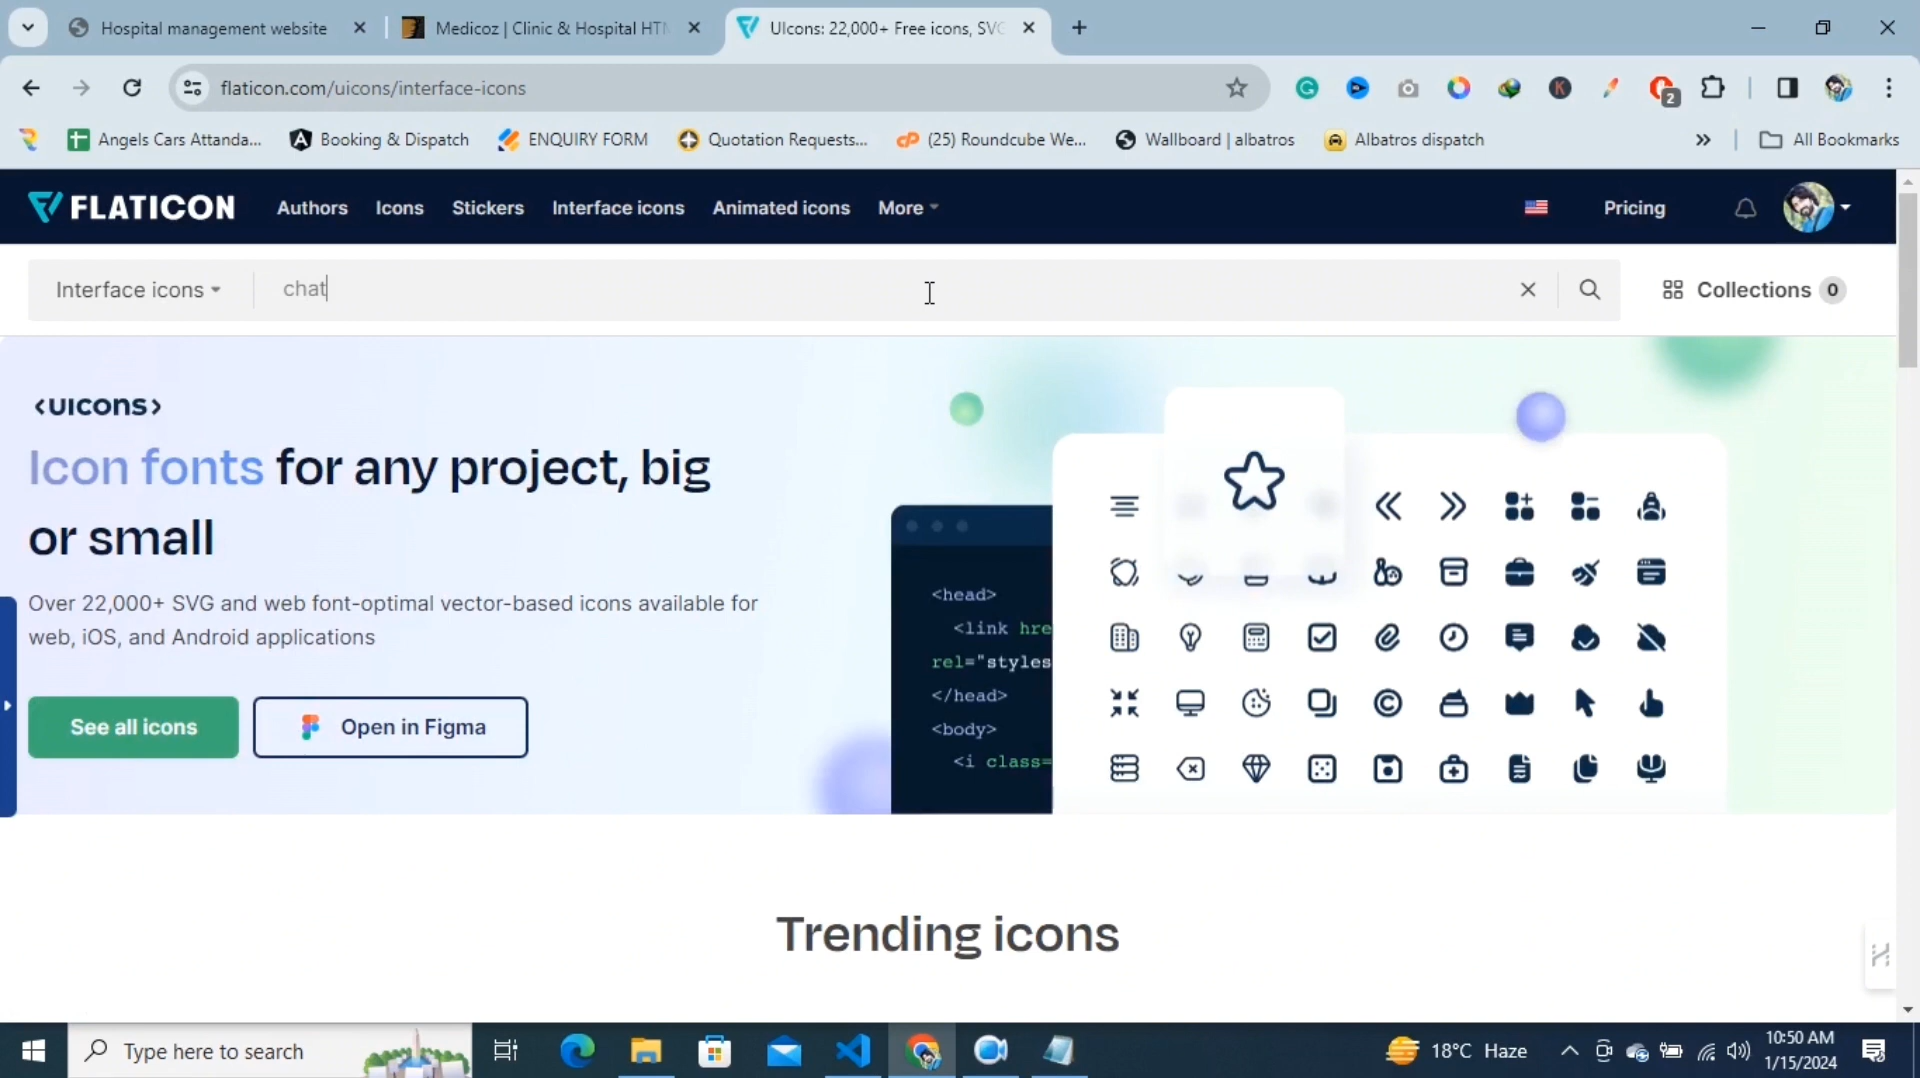 Hospital management website
Medicoz | Clinic & Hospital HT
UIcons: 22,000+ Free icons, SVG
flaticon.com/uicons/interface-icons
2
Angels Cars Attanda...
Booking & Dispatch
ENQUIRY FORM
Quotation Requests...
(25) Roundcube We...
Wallboard | albatros
Albatros dispatch
All Bookmarks
FLATICON
Authors
Icons
Stickers
Interface icons
Animated icons
More
Pricing
Interface icons
chat
Collections 0
<UICONS>
Icon fonts for any project, big
or small
Over 22,000+ SVG and web font-optimal vector-based icons available for
web, iOS, and Android applications
See all icons
Open in Figma
<head>
<link hre
rel="styles
</head>
<body>
<i class=
Trending icons
Type here to search
18°C Haze
10:50 AM
1/15/2024